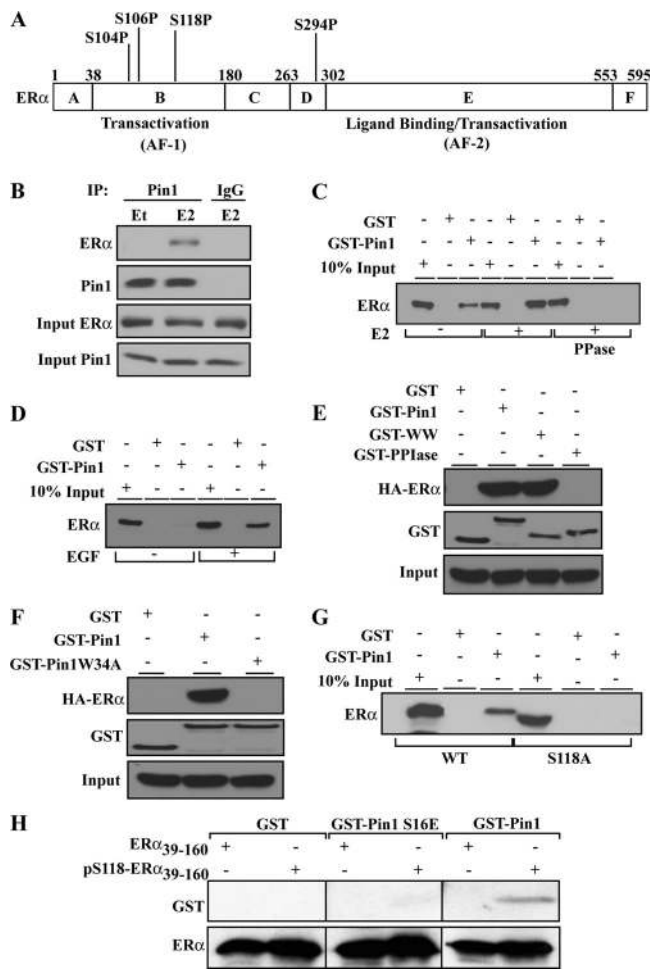 A
S106P
S118P
S294P
S104P
1 38 180 263 302 553 595
ERα A B C D E F
Transactivation Ligand Binding/Transactivation
(AF-1) (AF-2)
B
IP: Pin1 IgG
Et E2 E2
ERα
Pin1
Input ERα
Input Pin1
C
GST - + - - + - - + -
GST-Pin1 - - + - - + - - +
10% Input + - - + - - + - -
ERα
E2 - + +
PPase
D
GST - + - - + -
GST-Pin1 - - + - - +
10% Input + - - + - -
ERα
EGF - +
E
GST + - - -
GST-Pin1 - + - -
GST-WW - - + -
GST-PPIase - - - +
HA-ERα
GST
Input
F
GST + - -
GST-Pin1 - + -
GST-Pin1W34A - - +
HA-ERα
GST
Input
G
GST - + - - + -
GST-Pin1 - - + - - +
10% Input + - - + - -
ERα
WT S118A
H
GST GST-Pin1 S16E GST-Pin1
ERα39-160 + - + - + -
pS118-ERα39-160 - + - + - +
GST
ERα